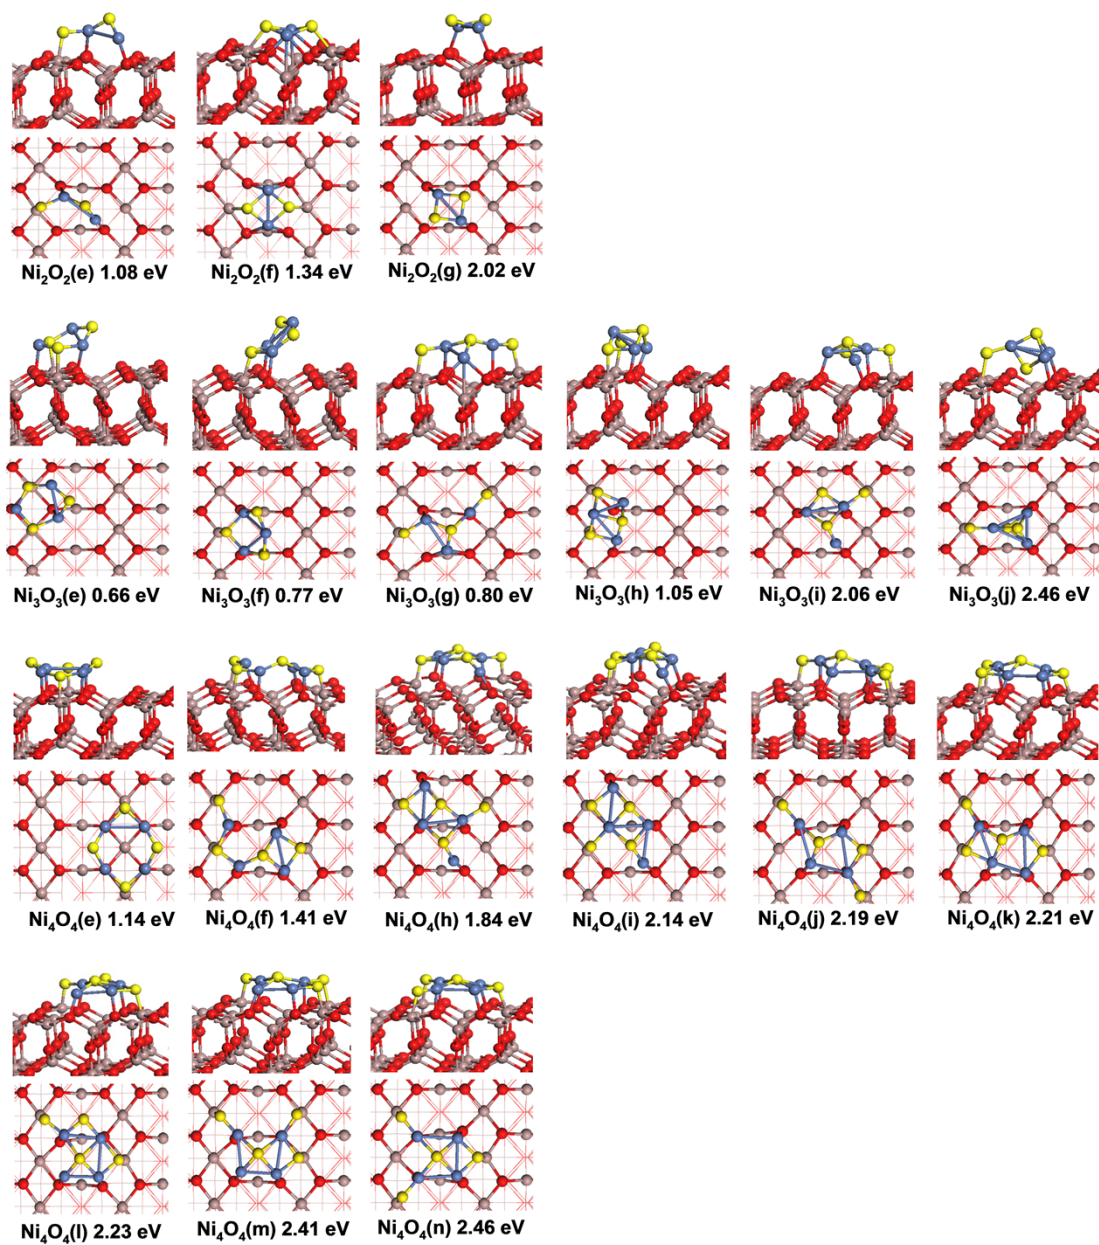 Ni₂O₂(e) 1.08 eV Ni₂O₂(f) 1.34 eV Ni₂O₂(g) 2.02 eV
Ni₃O₃(e) 0.66 eV Ni₃O₃(f) 0.77 eV Ni₃O₃(g) 0.80 eV Ni₃O₃(h) 1.05 eV Ni₃O₃(i) 2.06 eV Ni₃O₃(j) 2.46 eV
Ni₄O₄(e) 1.14 eV Ni₄O₄(f) 1.41 eV Ni₄O₄(h) 1.84 eV Ni₄O₄(i) 2.14 eV Ni₄O₄(j) 2.19 eV Ni₄O₄(k) 2.21 eV
Ni₄O₄(l) 2.23 eV Ni₄O₄(m) 2.41 eV Ni₄O₄(n) 2.46 eV